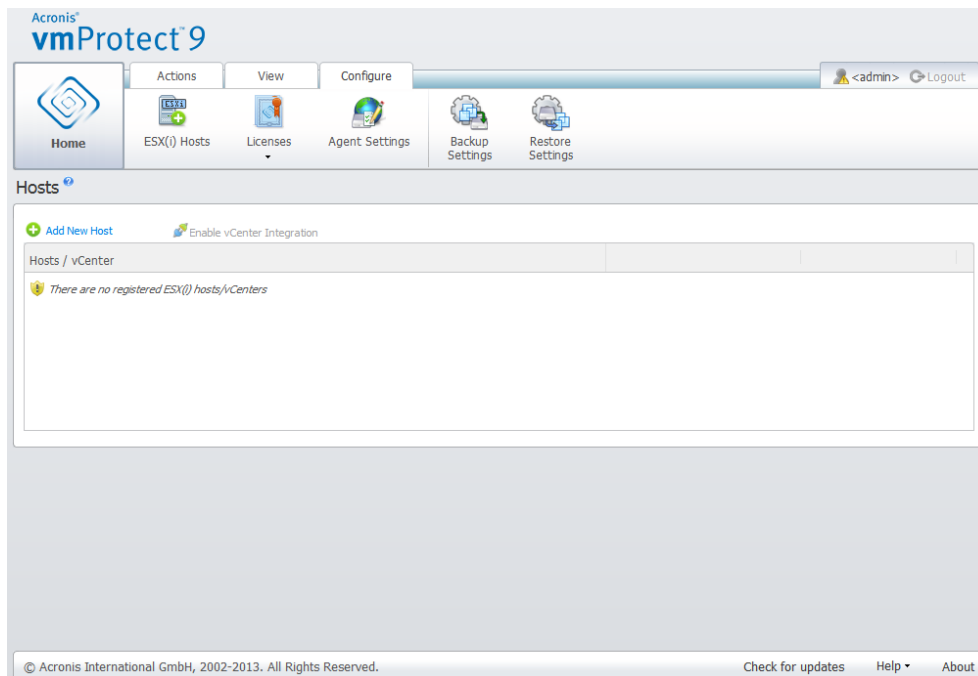 Acronis®
vmProtect™9
Actions View Configure
<admin> Logout
Home
ESX(i) Hosts
Licenses
Agent Settings
Backup Settings
Restore Settings
Hosts
Add New Host
Enable vCenter Integration
Hosts / vCenter
There are no registered ESX(i) hosts/vCenters
© Acronis International GmbH, 2002-2013. All Rights Reserved.
Check for updates Help About